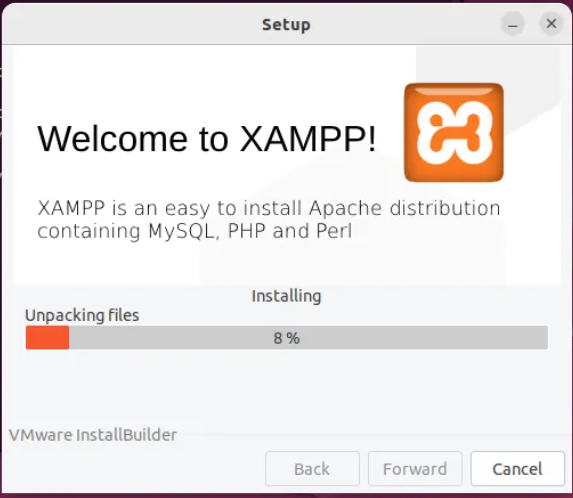 Setup
Welcome to XAMPP!
XAMPP is an easy to install Apache distribution
containing MySQL, PHP and Perl
Installing
Unpacking files
8 %
VMware InstallBuilder
Back
Forward
Cancel